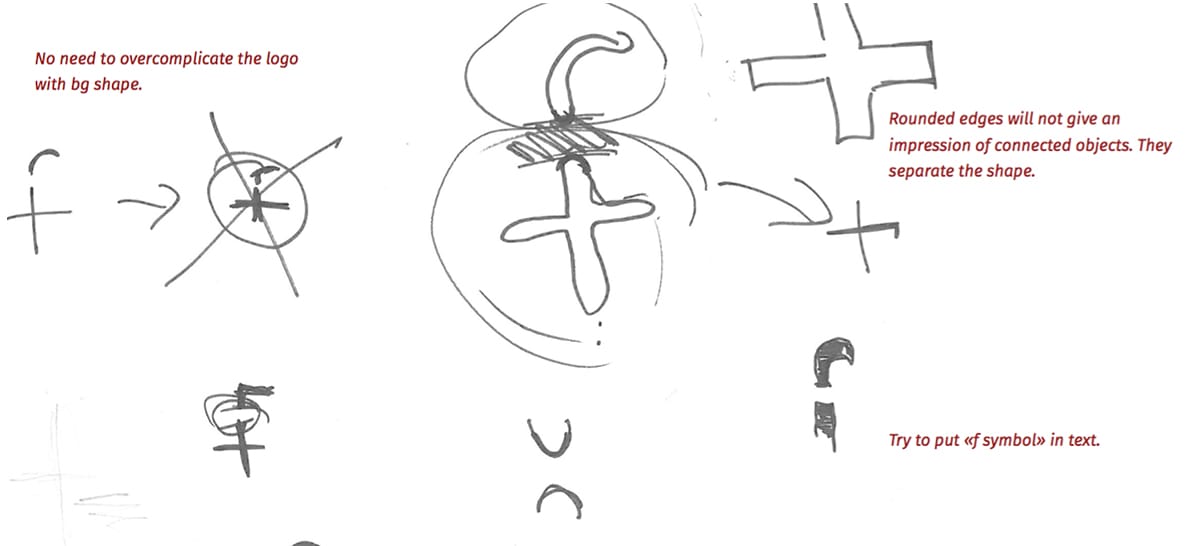 No need to overcomplicate the logo
with bg shape.
Rounded edges will not give an
impression of connected objects. They
separate the shape.
Try to put «f symbol» in text.